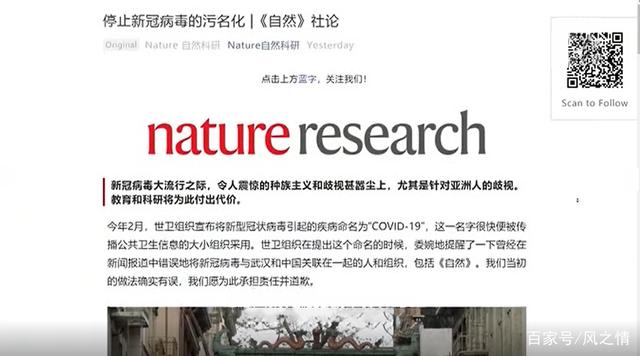 停止新冠病毒的污名化 |《自然》社论
Original Nature 自然科研 Nature自然科研 Yesterday
点击上方蓝字，关注我们！
Scan to Follow
nature research
新冠病毒大流行之际，令人震惊的种族主义和歧视甚嚣尘上，尤其是针对亚洲人的歧视。
教育和科研将为此付出代价。
今年2月，世卫组织宣布将新型冠状病毒引起的疾病命名为“COVID-19”，这一名字很快便被传
播公共卫生信息的大小组织采用。世卫组织在提出这个命名的时候，委婉地提醒了一下曾经在
新闻报道中错误地将新冠病毒与武汉和中国关联在一起的人和组织，包括《自然》。我们当初
的做法确实有误，我们愿为此承担责任并道歉。
百家号/风之情